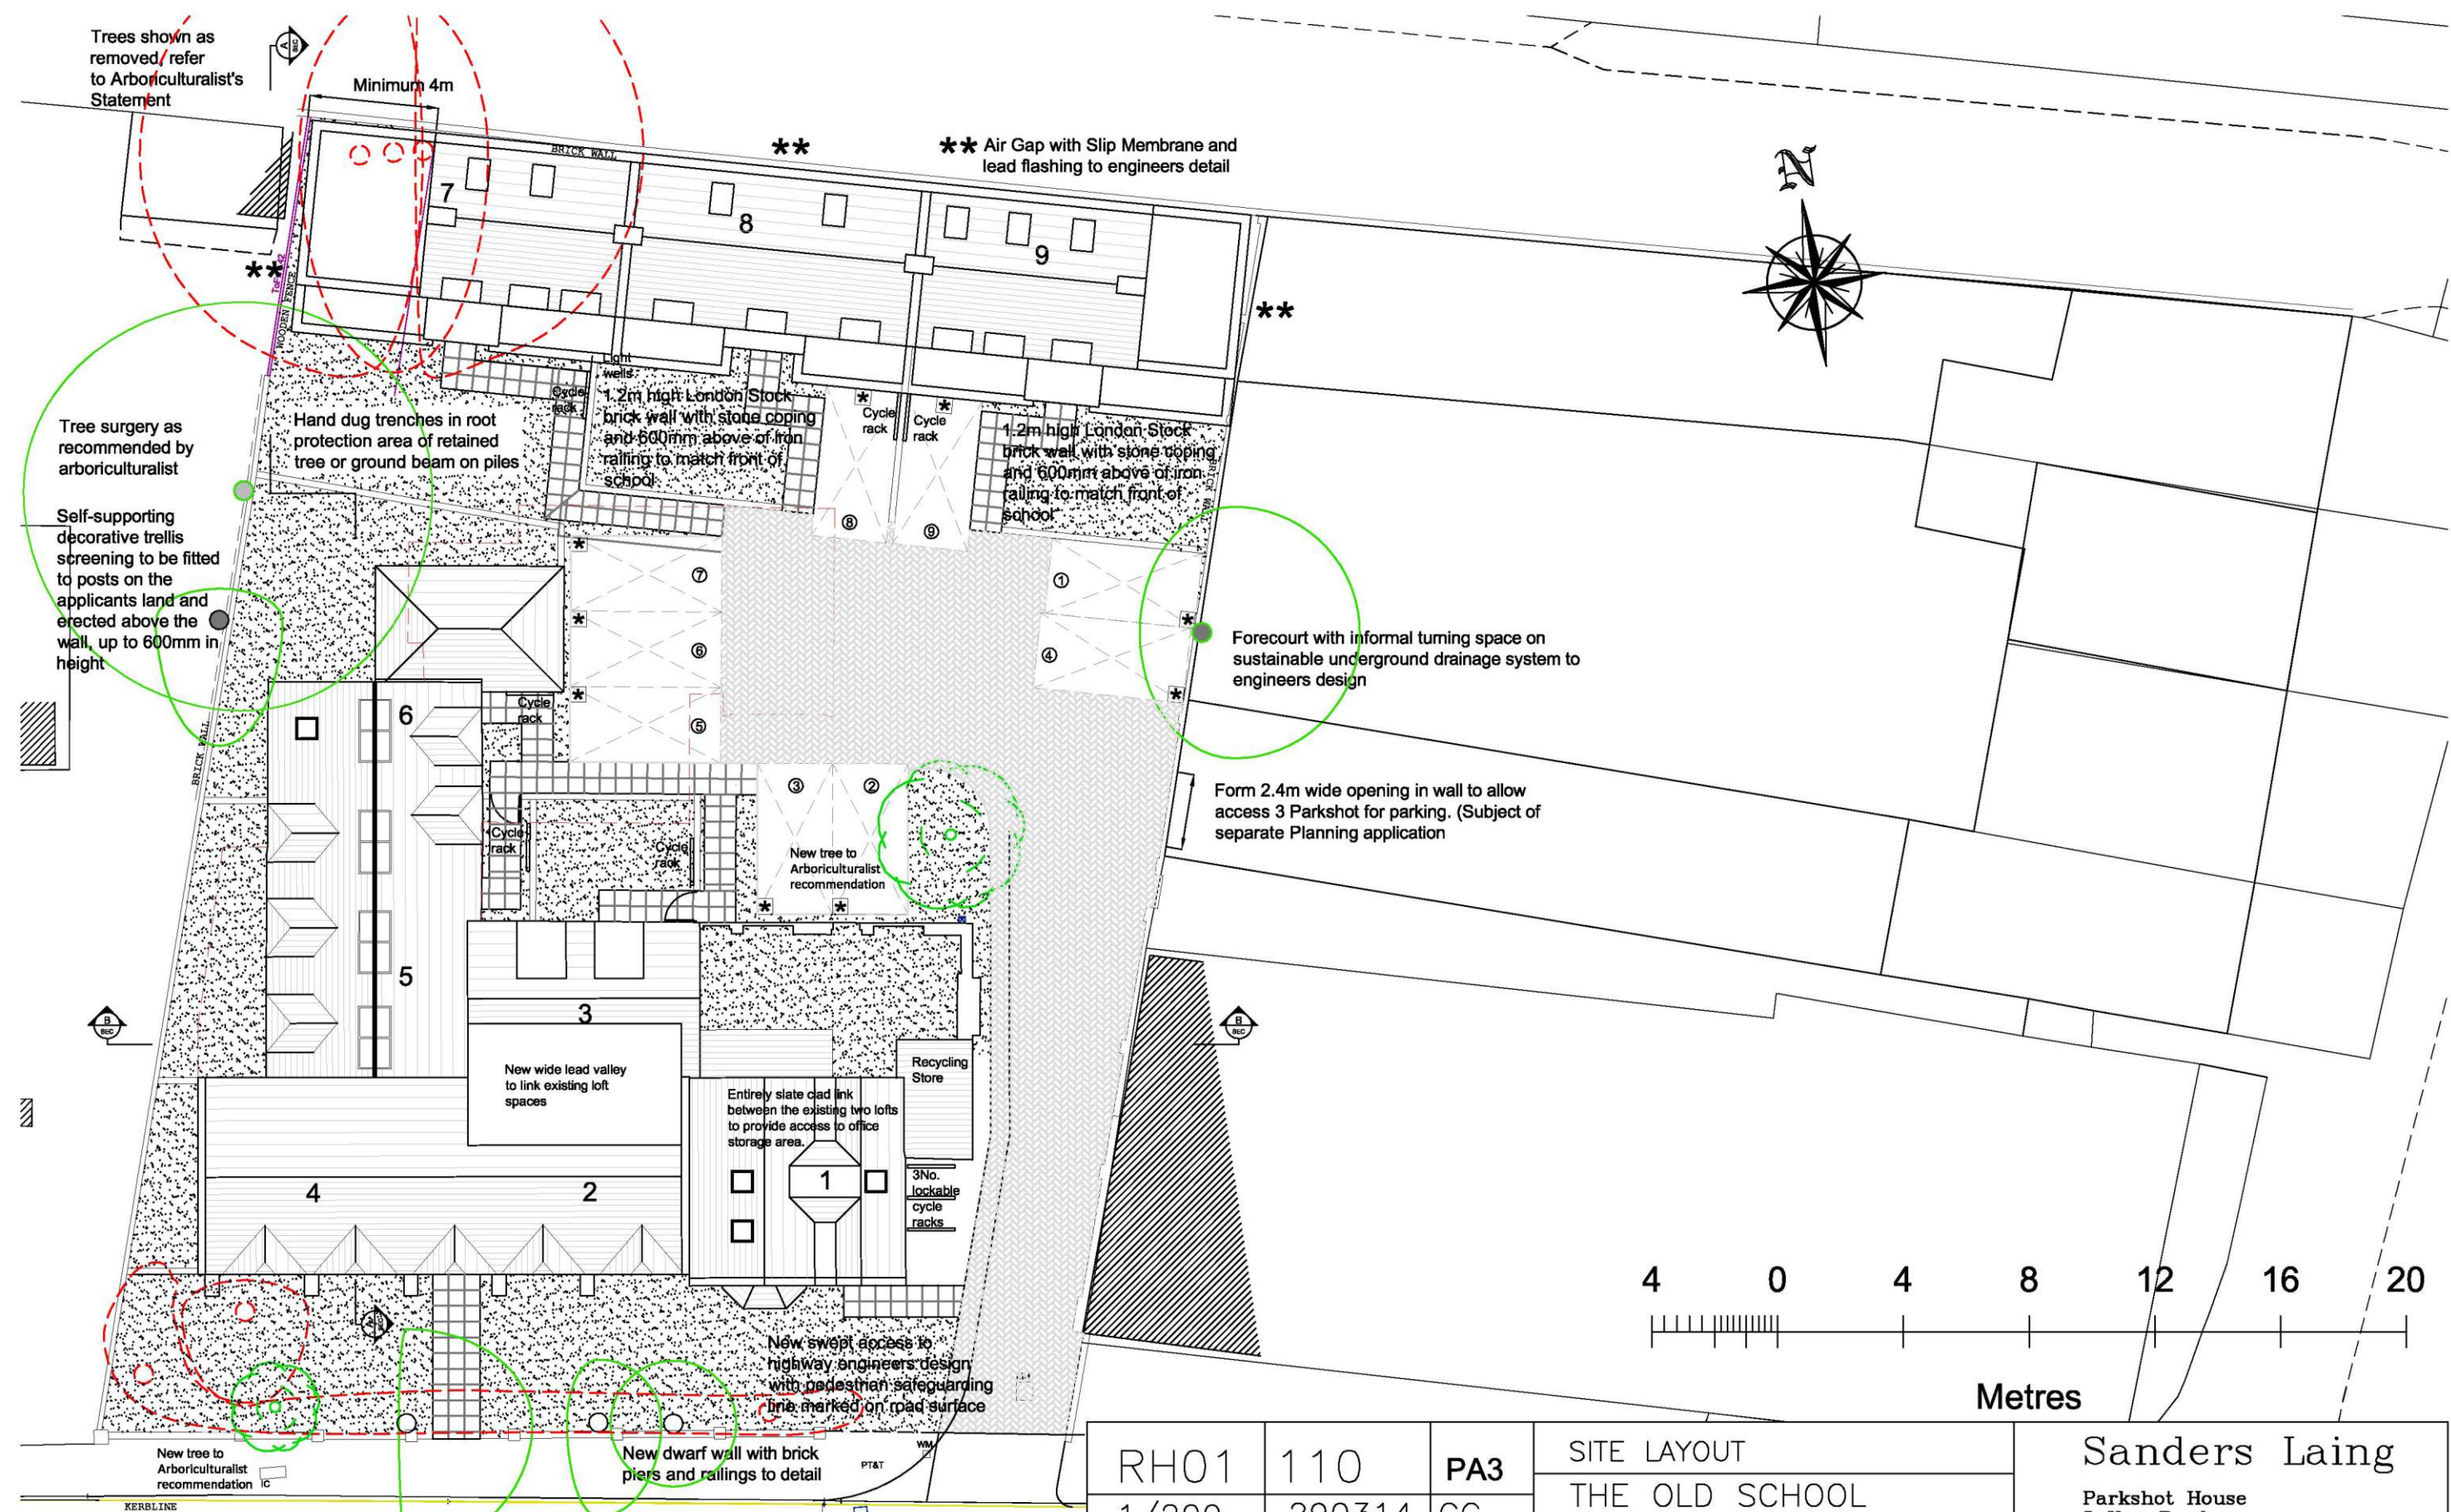 Trees shown as
removed, refer
to Arboriculturalist's
Statement
A
SEC
Minimum 4m
BRICK WALL
**
** Air Gap with Slip Membrane and
lead flashing to engineers detail
N
7
8
9
**
WOODEN FENCE
**
Light
wells
Cycle
rack
1.2m high London Stock
brick wall with stone coping
and 600mm above of Iron
railing to match front of
school
*
Cycle
rack
*
Cycle
rack
1.2m high London Stock
brick wall with stone coping
and 600mm above of iron
railing to match front of
school
Hand dug trenches in root
protection area of retained
tree or ground beam on piles
Tree surgery as
recommended by
arboriculturalist
Self-supporting
decorative trellis
screening to be fitted
to posts on the
applicants land and
erected above the
wall, up to 600mm in
height
8
9
*
7
1
*
6
*
4
*
*
5
Forecourt with informal turning space on
sustainable underground drainage system to
engineers design
BRICK WALL
6
Cycle
rack
3
2
Form 2.4m wide opening in wall to allow
access 3 Parkshot for parking. (Subject of
separate Planning application
Cycle
rack
Cycle
rack
New tree to
Arboriculturalist
recommendation
*
*
5
3
B
SEC
B
SEC
New wide lead valley
to link existing loft
spaces
Recycling
Store
Entirely slate clad link
between the existing two lofts
to provide access to office
storage area.
4
2
1
3No.
lockable
cycle
racks
4 0 4 8 12 16 20
Metres
New swept access to
highway engineers design
with pedestrian safeguarding
line marked on road surface
New tree to
Arboriculturalist
recommendation
IC
New dwarf wall with brick
piers and railings to detail
PT&T
WM
KERBLINE
RH01 110 PA3
SITE LAYOUT
THE OLD SCHOOL
Sanders Laing
Parkshot House